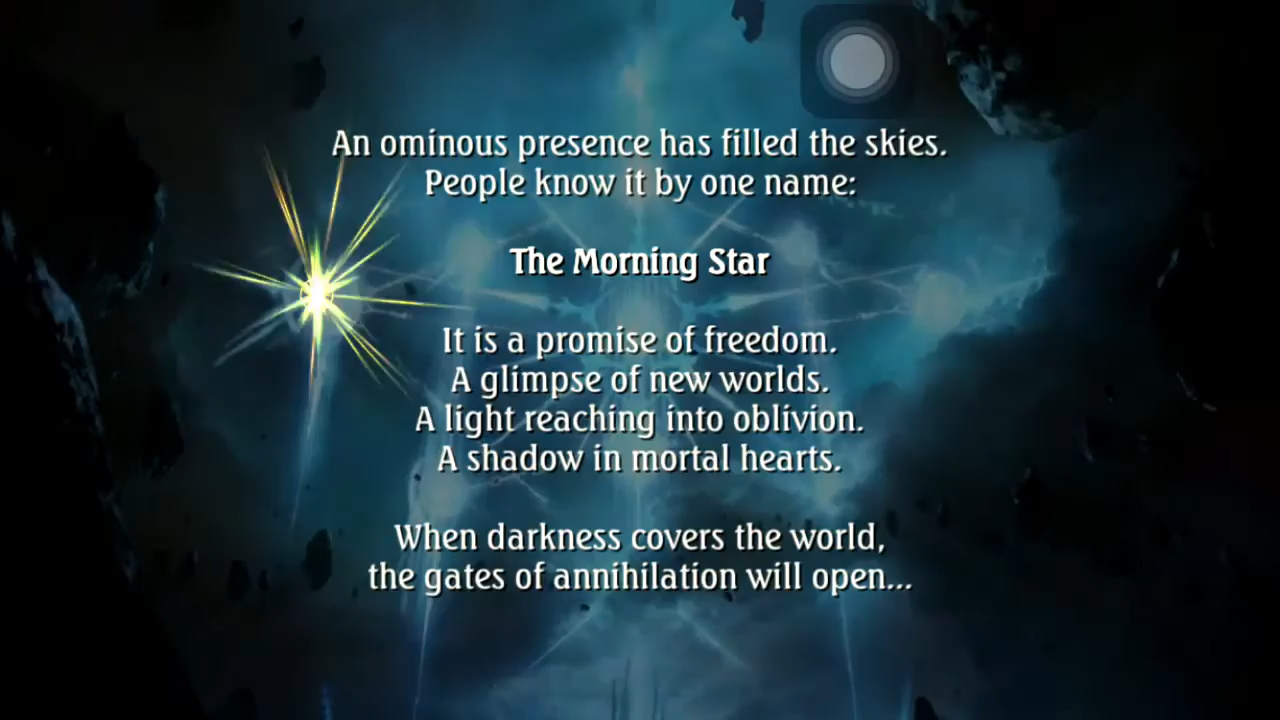 An ominous presence has filled the skies.
People know it by one name:
The Morning Star
It is a promise of freedom.
A glimpse of new worlds.
A light reaching into oblivion.
A shadow in mortal hearts.
When darkness covers the world,
the gates of annihilation will open...